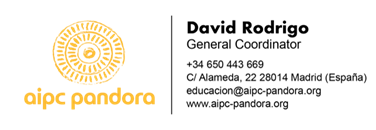 aipc pandora
David Rodrigo
General Coordinator
+34 650 443 669
C/ Alameda, 22 28014 Madrid (España)
educacion@aipc-pandora.org
www.aipc-pandora.org